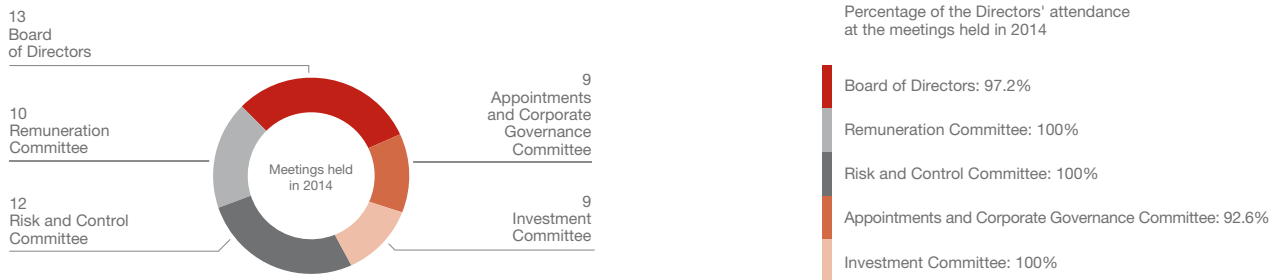 13
Board
of Directors
10
Remuneration
Committee
12
Risk and Control
Committee
Meetings held
in 2014
9
Appointments
and Corporate
Governance
Committee
9
Investment
Committee
Percentage of the Directors' attendance
at the meetings held in 2014
Board of Directors: 97.2%
Remuneration Committee: 100%
Risk and Control Committee: 100%
Appointments and Corporate Governance Committee: 92.6%
Investment Committee: 100%